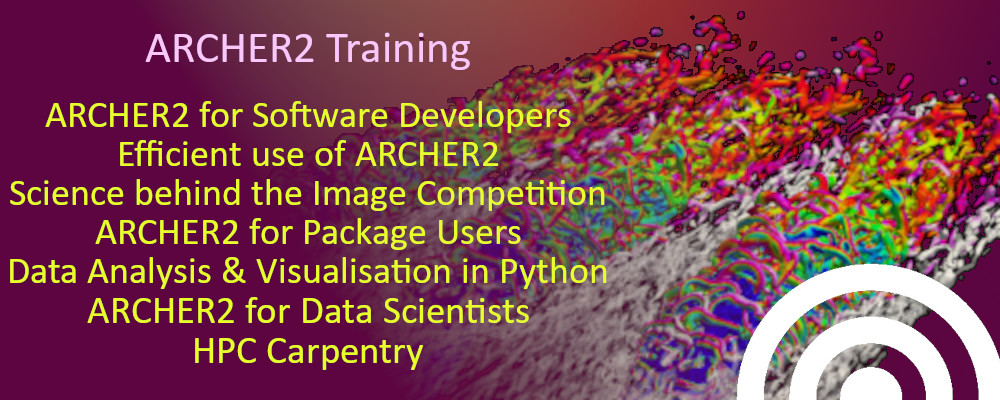 ARCHER2 Training
ARCHER2 for Software Developers
Efficient use of ARCHER2
Science behind the Image Competition
ARCHER2 for Package Users
Data Analysis & Visualisation in Python
ARCHER2 for Data Scientists
HPC Carpentry